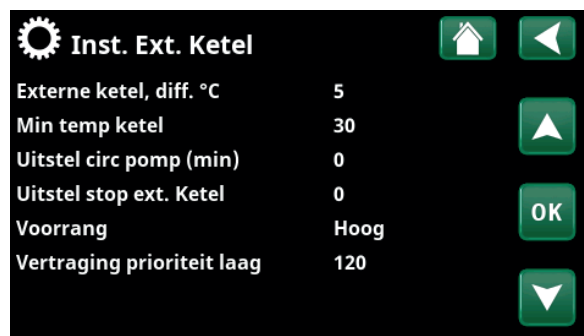 Inst. Ext. Ketel
Externe ketel, diff. °C 5
Min temp ketel 30
Uitstel circ pomp (min) 0
Uitstel stop ext. Ketel 0
OK
Voorrang Hoog
Vertraging prioriteit laag 120